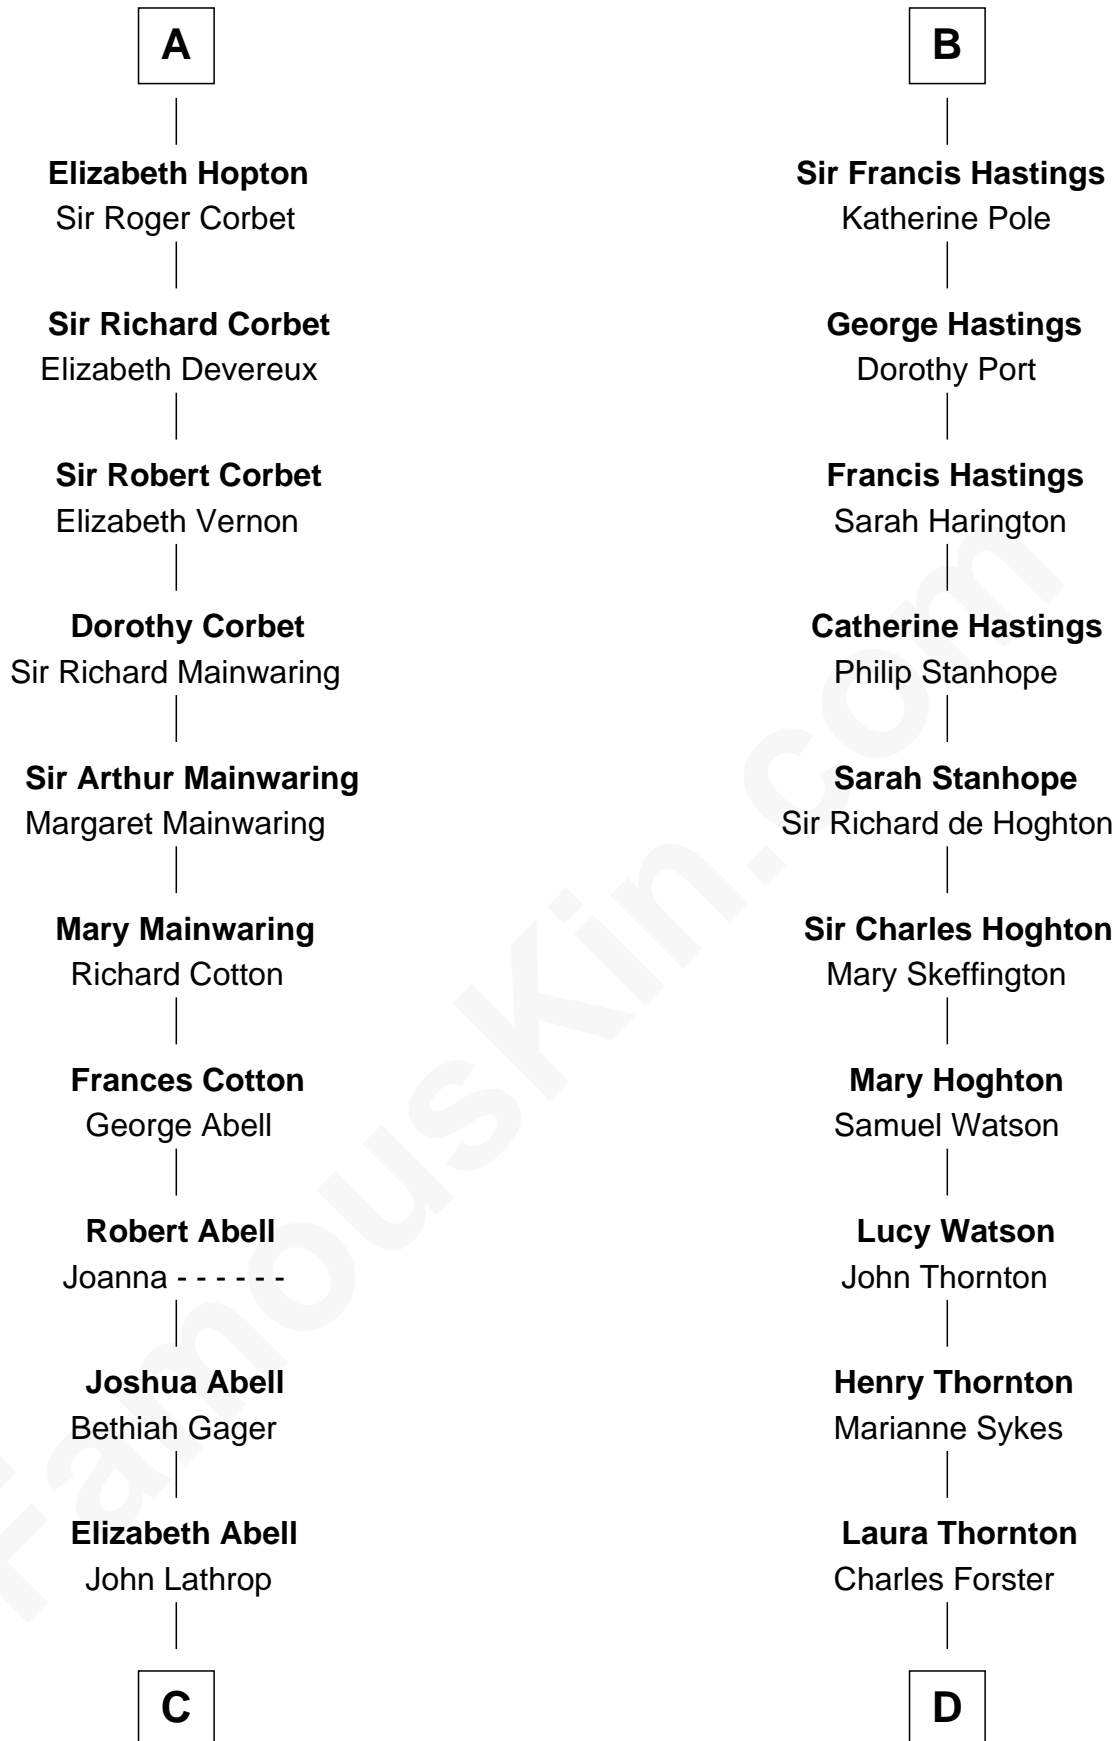 A
Elizabeth Hopton
Sir Roger Corbet
Sir Richard Corbet
Elizabeth Devereux
Sir Robert Corbet
Elizabeth Vernon
Dorothy Corbet
Sir Richard Mainwaring
Sir Arthur Mainwaring
Margaret Mainwaring
Mary Mainwaring
Richard Cotton
Frances Cotton
George Abell
Robert Abell
Joanna - - - - - -
Joshua Abell
Bethiah Gager
Elizabeth Abell
John Lathrop
C
B
Sir Francis Hastings
Katherine Pole
George Hastings
Dorothy Port
Francis Hastings
Sarah Harington
Catherine Hastings
Philip Stanhope
Sarah Stanhope
Sir Richard de Hoghton
Sir Charles Hoghton
Mary Skeffington
Mary Hoghton
Samuel Watson
Lucy Watson
John Thornton
Henry Thornton
Marianne Sykes
Laura Thornton
Charles Forster
D
FamousKin.com